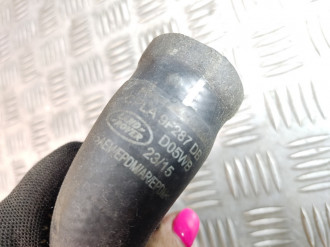 LA 9F287 DB
LAND ROVER
D05WB
23/15